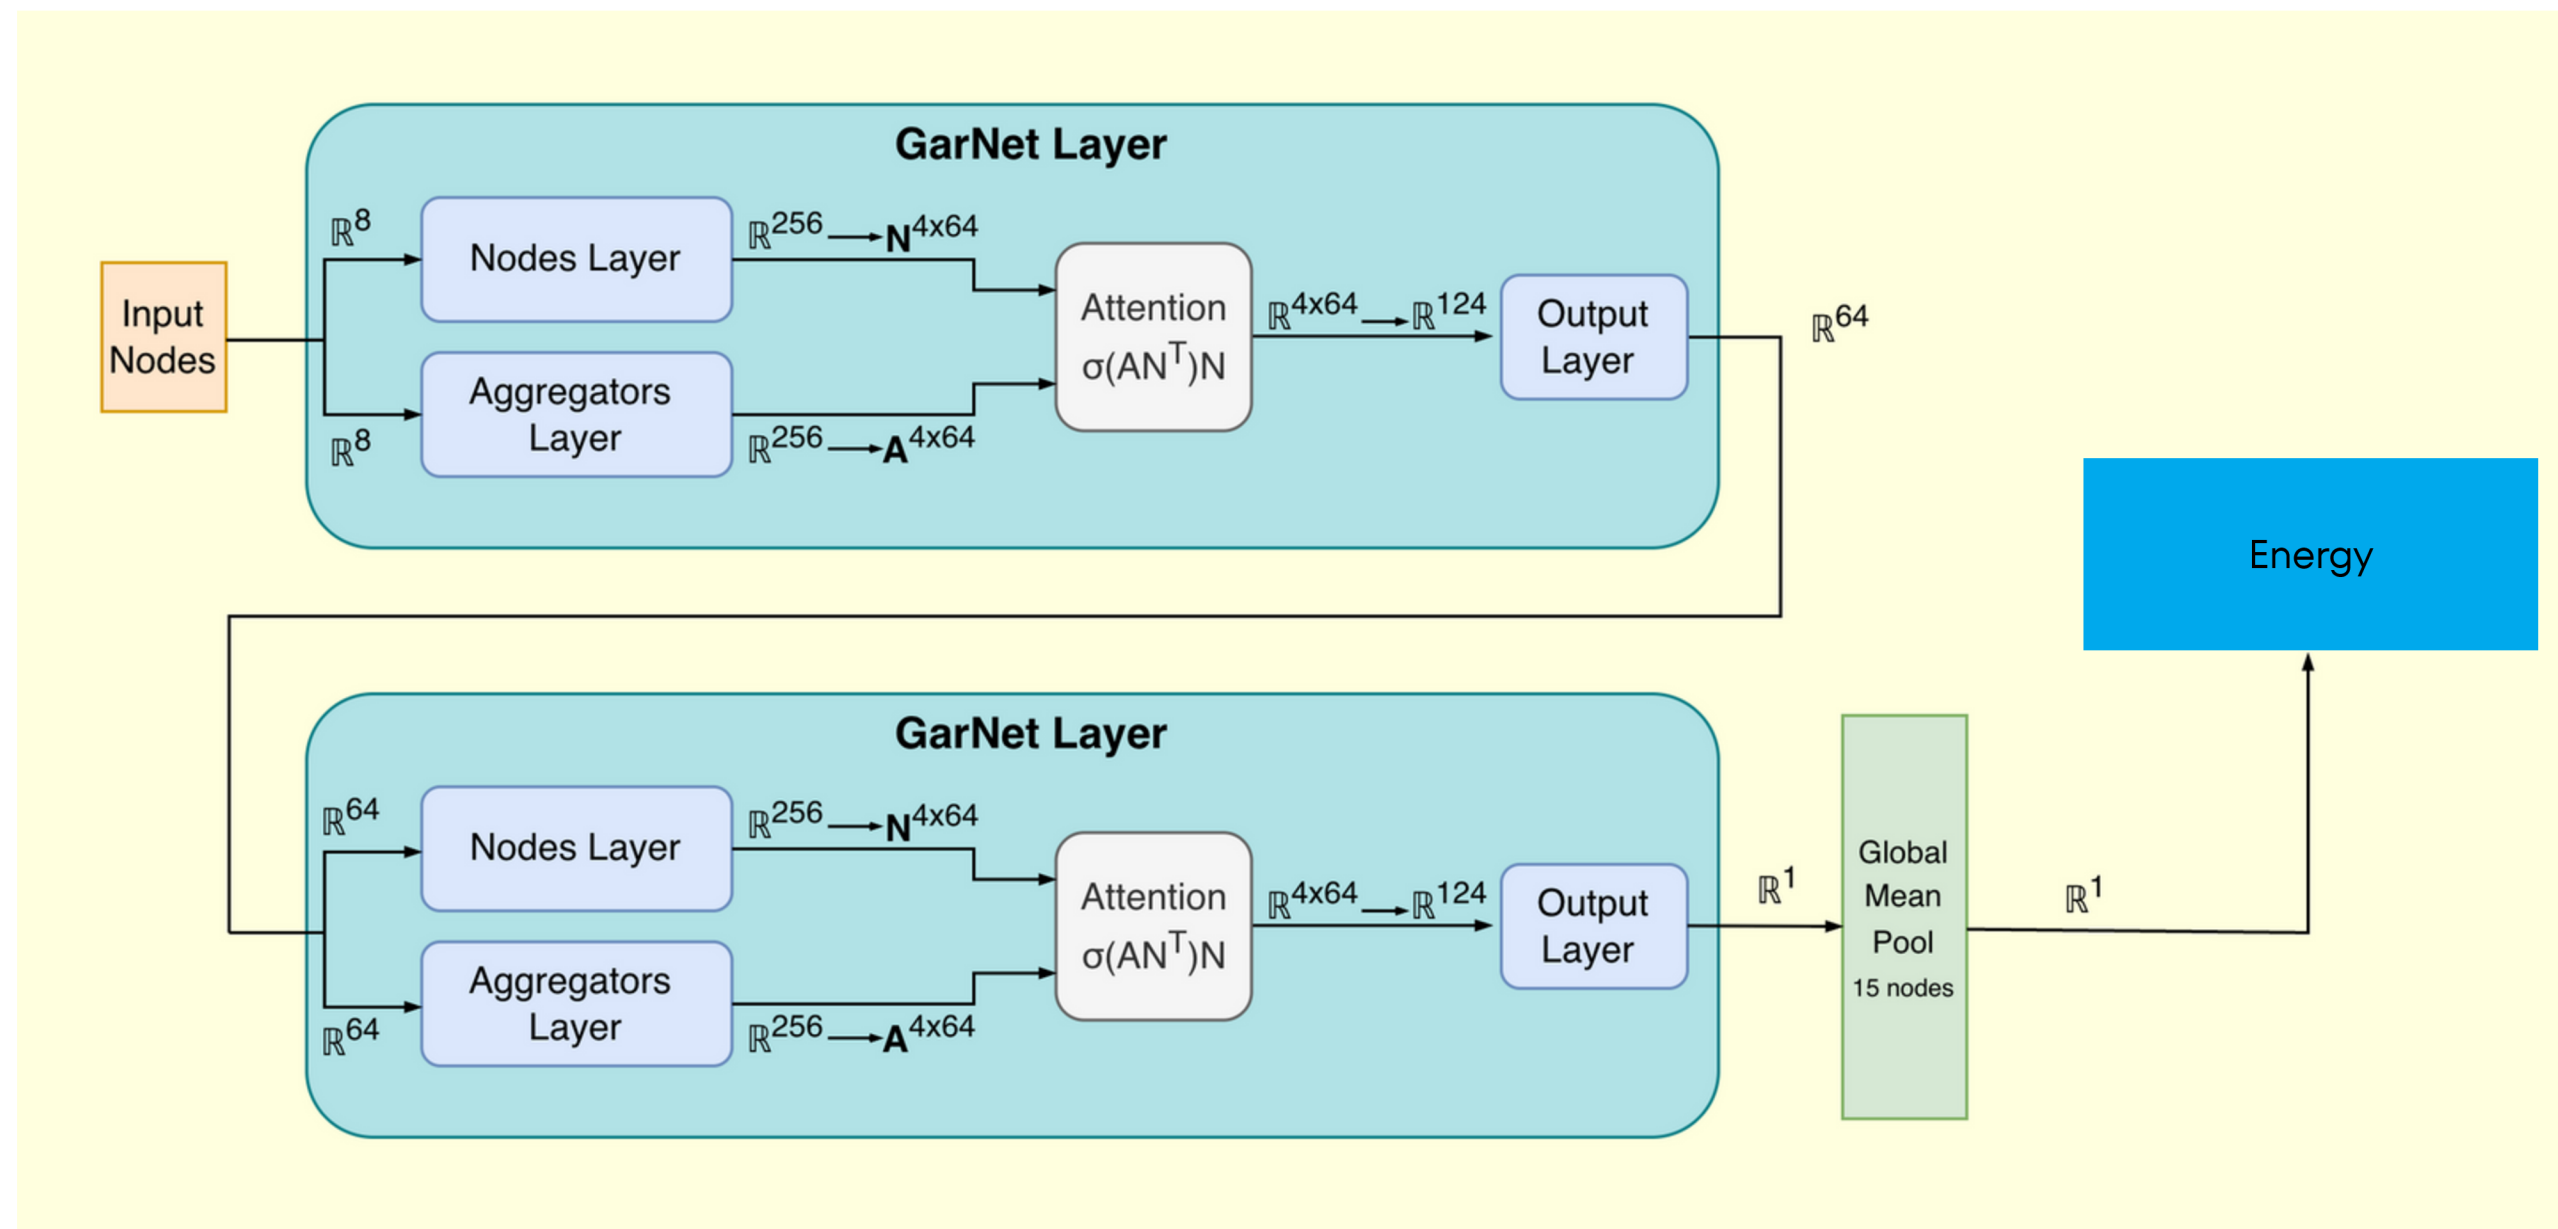 GarNet Layer
Input
Nodes
ℝ⁸
Nodes Layer
ℝ²⁵⁶ → N⁴ˣ⁶⁴
ℝ⁸
Aggregators
Layer
ℝ²⁵⁶ → A⁴ˣ⁶⁴
Attention
σ(ANᵀ)N
ℝ⁴ˣ⁶⁴ → ℝ¹²⁴
Output
Layer
ℝ⁶⁴
Energy
GarNet Layer
ℝ⁶⁴
Nodes Layer
ℝ²⁵⁶ → N⁴ˣ⁶⁴
ℝ⁶⁴
Aggregators
Layer
ℝ²⁵⁶ → A⁴ˣ⁶⁴
Attention
σ(ANᵀ)N
ℝ⁴ˣ⁶⁴ → ℝ¹²⁴
Output
Layer
ℝ¹
Global
Mean
Pool
15 nodes
ℝ¹